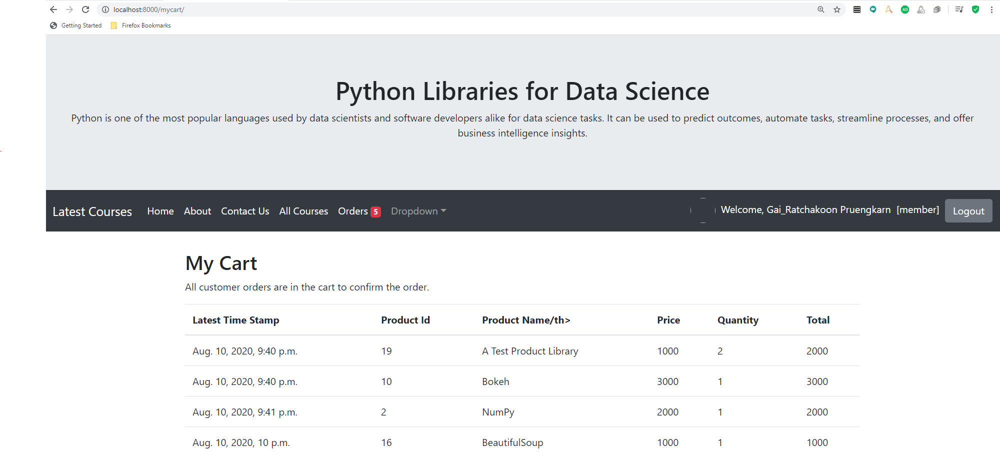 localhost:8000/mycart/
Getting Started Firefox Bookmarks
Python Libraries for Data Science
Python is one of the most popular languages used by data scientists and software developers alike for data science tasks. It can be used to predict outcomes, automate tasks, streamline processes, and offer
business intelligence insights.
Latest Courses Home About Contact Us All Courses Orders 5 Dropdown Welcome, Gai_Ratchakoon Pruengkarn [member] Logout
My Cart
All customer orders are in the cart to confirm the order.
Latest Time Stamp Product Id Product Name/th> Price Quantity Total
Aug. 10, 2020, 9:40 p.m. 19 A Test Product Library 1000 2 2000
Aug. 10, 2020, 9:40 p.m. 10 Bokeh 3000 1 3000
Aug. 10, 2020, 9:41 p.m. 2 NumPy 2000 1 2000
Aug. 10, 2020, 10 p.m. 16 BeautifulSoup 1000 1 1000